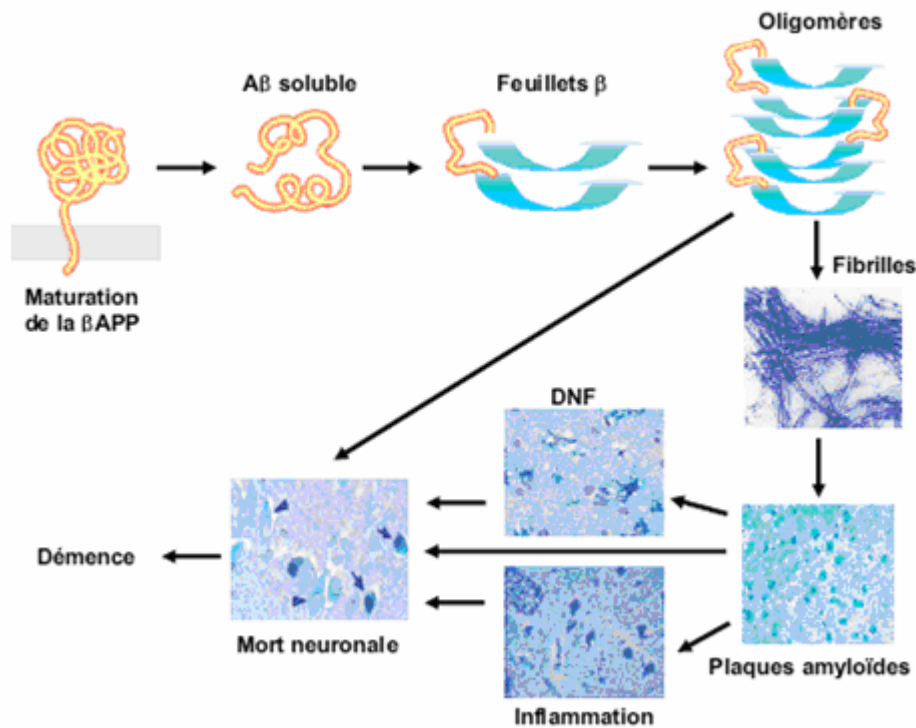 Oligomères
Aβ soluble
Feuillets β
Maturation
de la βAPP
Fibrilles
DNF
Démence
Mort neuronale
Plaques amyloïdes
Inflammation